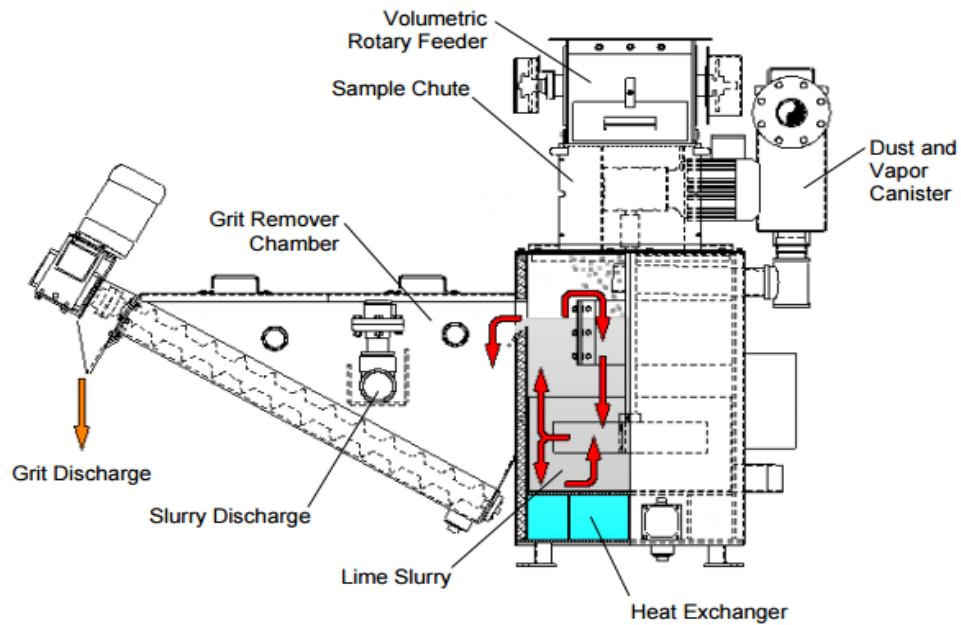 Volumetric
Rotary Feeder
Sample Chute
Dust and
Vapor
Canister
Grit Remover
Chamber
Grit Discharge
Slurry Discharge
Lime Slurry
Heat Exchanger